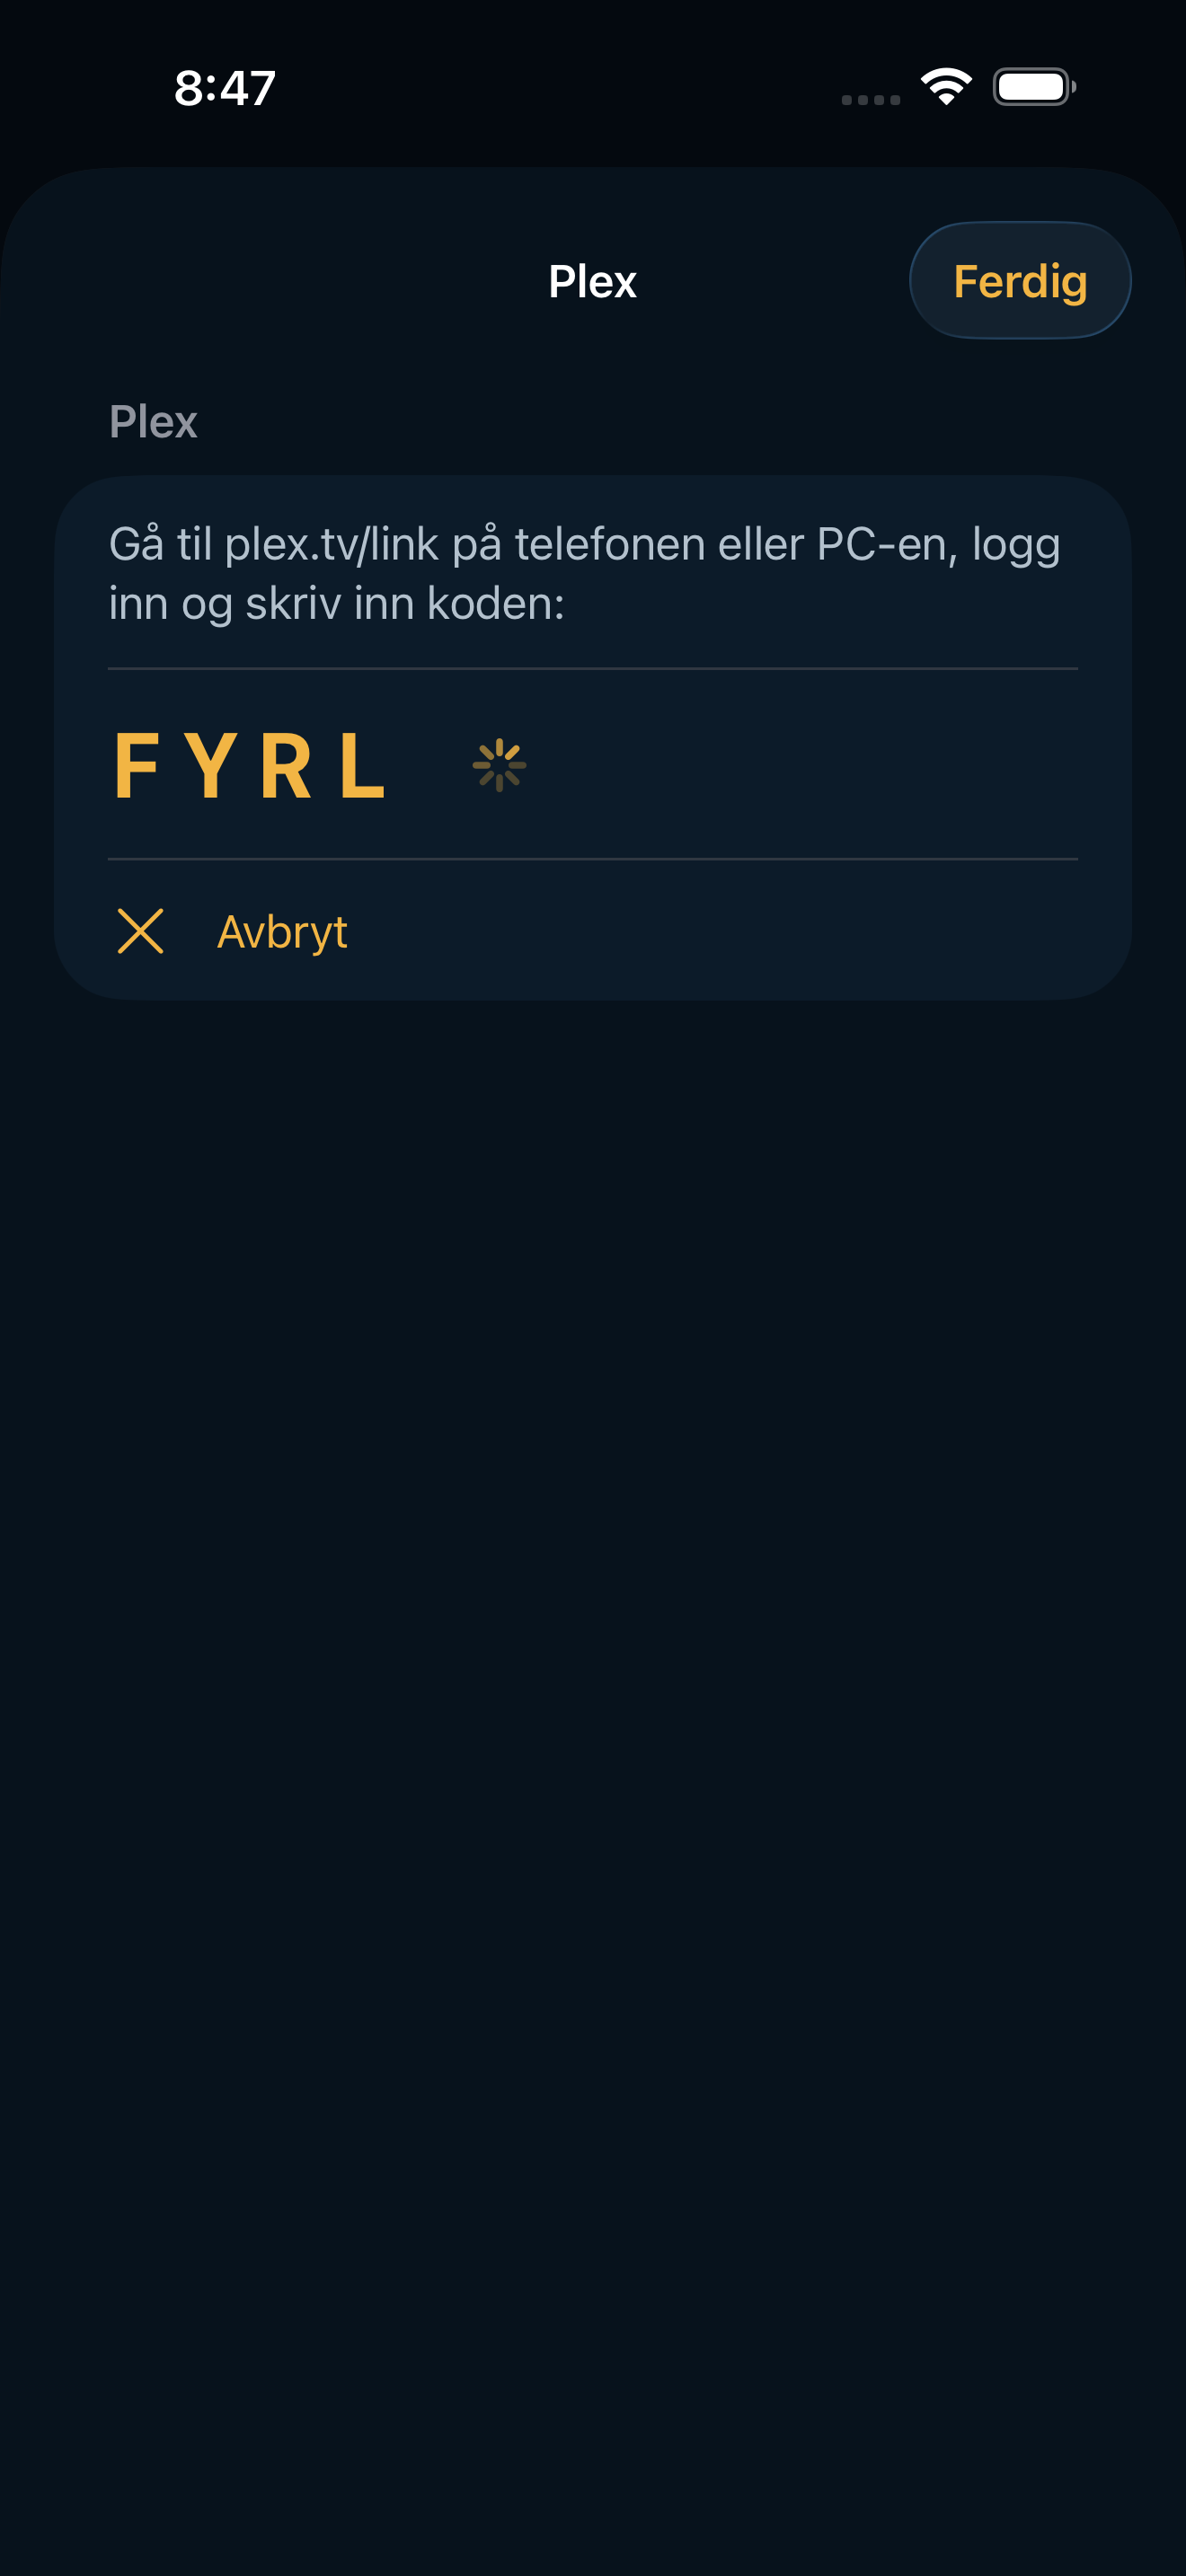 8:47
Plex
Ferdig
Plex
Gå til plex.tv/link på telefonen eller PC-en, logg
inn og skriv inn koden:
F Y R L
Avbryt